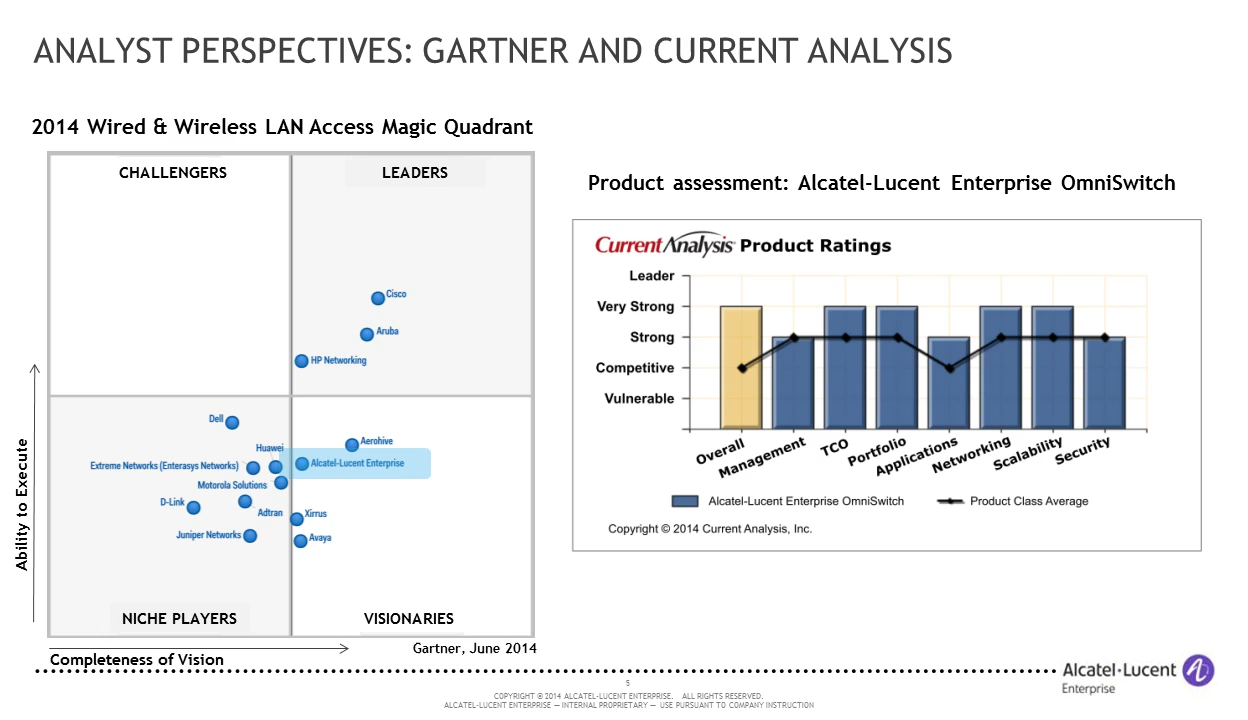 ANALYST PERSPECTIVES: GARTNER AND CURRENT ANALYSIS
2014 Wired & Wireless LAN Access Magic Quadrant
CHALLENGERS
LEADERS
Cisco
Aruba
HP Networking
Dell
Huawei
Aerohive
Extreme Networks (Enterasys Networks)
Alcatel-Lucent Enterprise
Motorola Solutions
D-Link
Adtran
Xirrus
Juniper Networks
Avaya
NICHE PLAYERS
VISIONARIES
Ability to Execute
Completeness of Vision
Gartner, June 2014
Product assessment: Alcatel-Lucent Enterprise OmniSwitch
CurrentAnalysis Product Ratings
Leader
Very Strong
Strong
Competitive
Vulnerable
Overall
Management
TCO
Portfolio
Applications
Networking
Scalability
Security
Alcatel-Lucent Enterprise OmniSwitch
Product Class Average
Copyright © 2014 Current Analysis, Inc.
Alcatel·Lucent
Enterprise
5
COPYRIGHT © 2014 ALCATEL-LUCENT ENTERPRISE. ALL RIGHTS RESERVED.
ALCATEL-LUCENT ENTERPRISE — INTERNAL PROPRIETARY — USE PURSUANT TO COMPANY INSTRUCTION